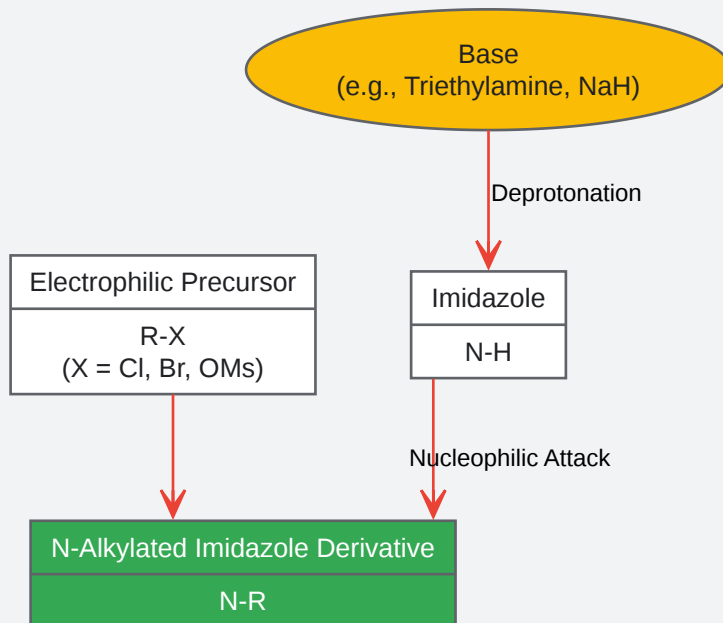 Base
(e.g., Triethylamine, NaH)
Deprotonation
Electrophilic Precursor
R-X
(X = Cl, Br, OMs)
Imidazole
N-H
Nucleophilic Attack
N-Alkylated Imidazole Derivative
N-R